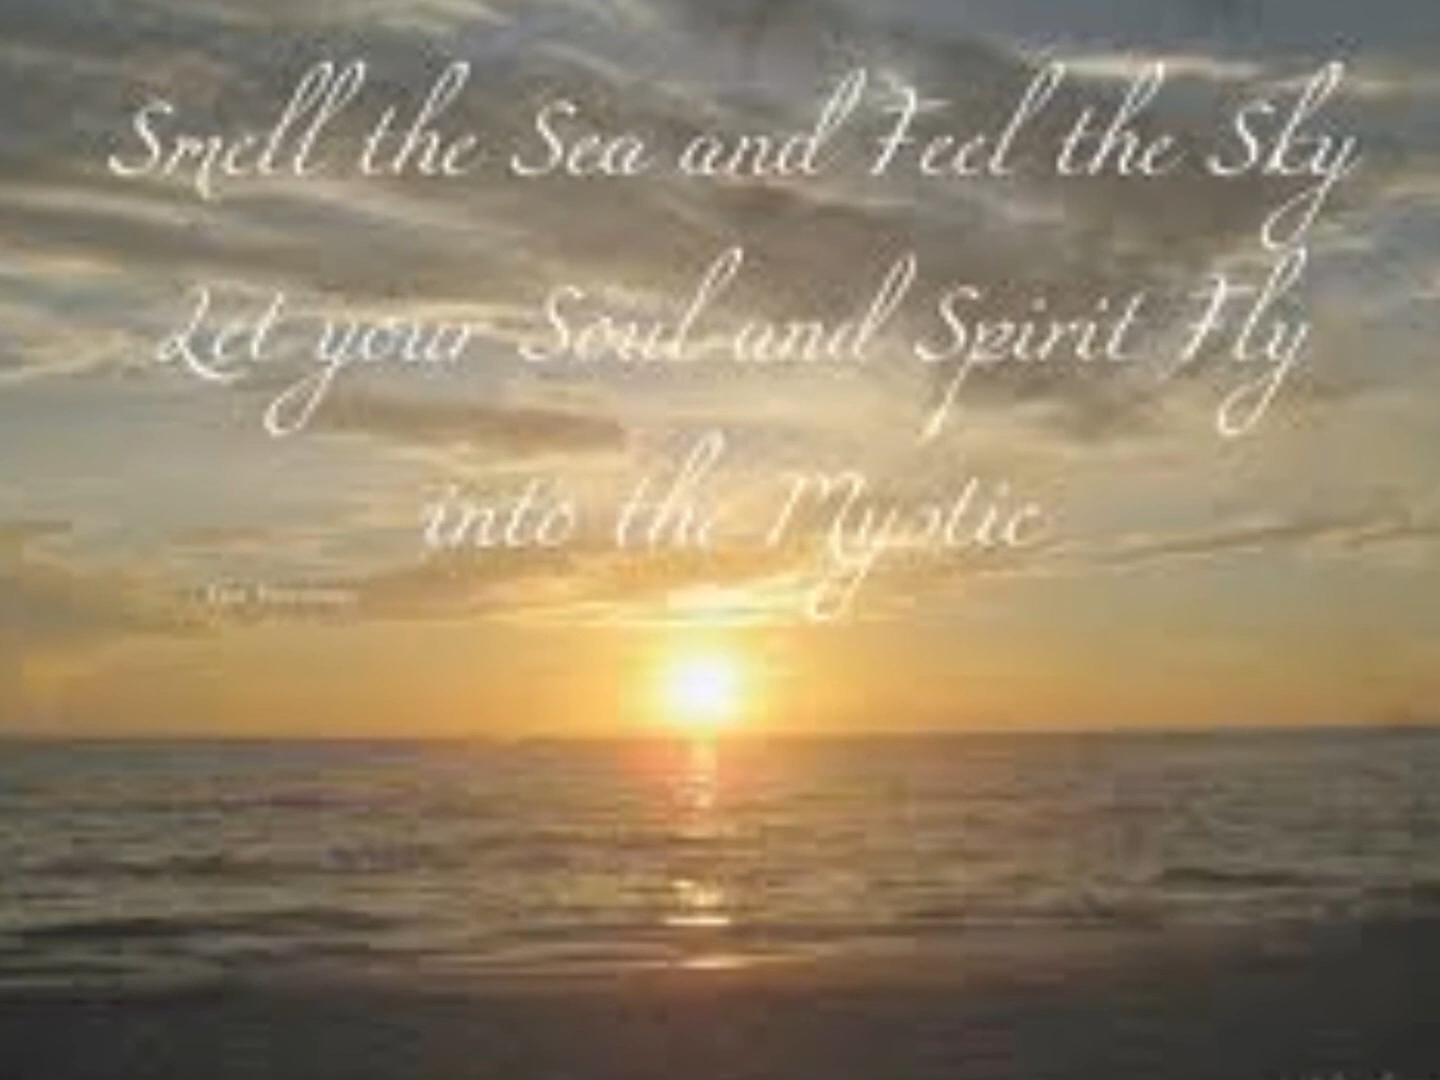 Smell the Sea and Feel the Sky
Let your Soul and Spirit Fly
into the Mystic